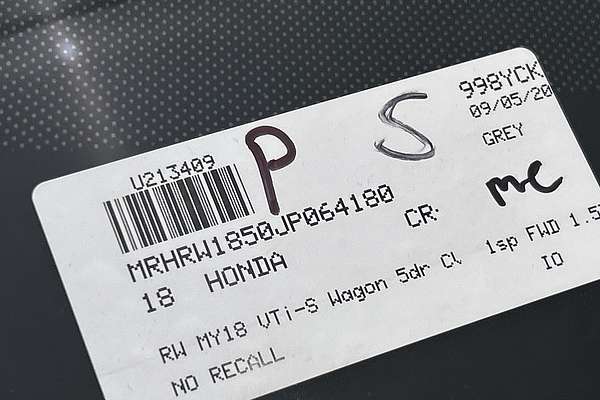 998YCK
09/05/20
GREY
U213409
P S
mc
MRHRW1850JP064180
18 HONDA CR-
RW MY18 VTi-S Wagon 5dr CV 1sp FWD 1.5
IO
NO RECALL